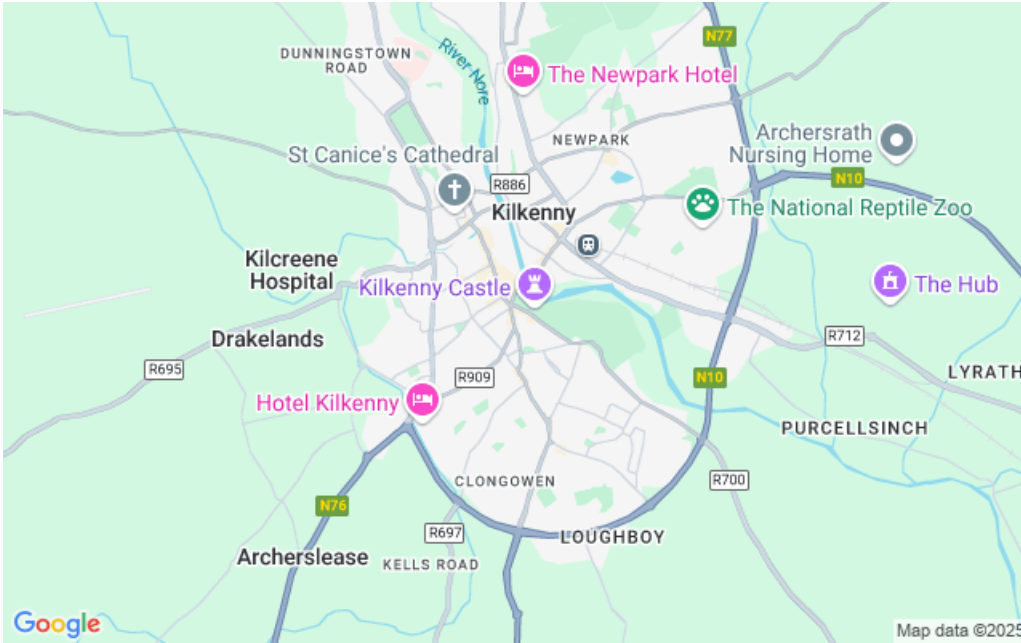 N77
DUNNINGSTOWN
ROAD
River Nore
The Newpark Hotel
NEWPARK
Archersrath
Nursing Home
St Canice's Cathedral
R886
N10
Kilkenny
The National Reptile Zoo
Kilcreene
Hospital
Kilkenny Castle
The Hub
Drakelands
R712
R695
R909
N10
LYRATH
Hotel Kilkenny
PURCELLSINCH
CLONGOWEN
R700
N76
R697
LOUGHBOY
Archerslease
KELLS ROAD
Google
Map data ©2025